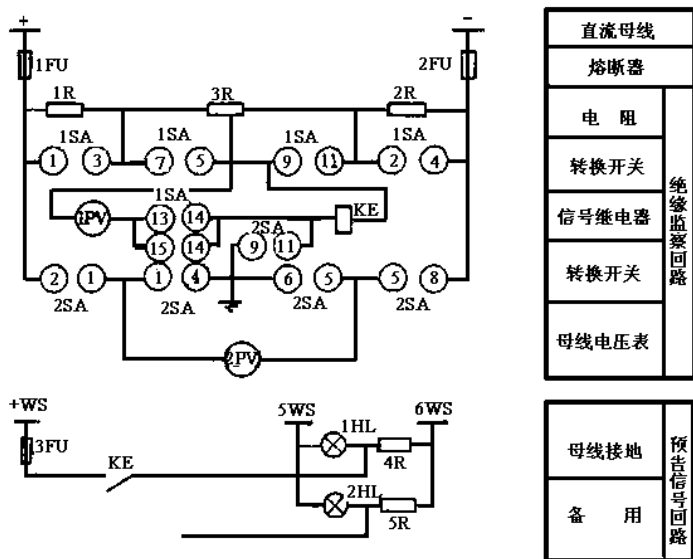 + -
1FU 2FU
1R 3R 2R
1SA 1SA 1SA 1SA
1 3 7 5 9 11 2 4
1SA
1PV 13 14 KE
2SA
15 14 9 11
2 1 1 4 6 5 5 8
2SA 2SA 2SA 2SA
2PV
+WS 5WS 6WS
1HL
3FU KE 4R
2HL
5R
直流母线
熔断器
电 阻
转换开关
信号继电器
转换开关
母线电压表
绝缘监察回路
母线接地
备 用
预告信号回路